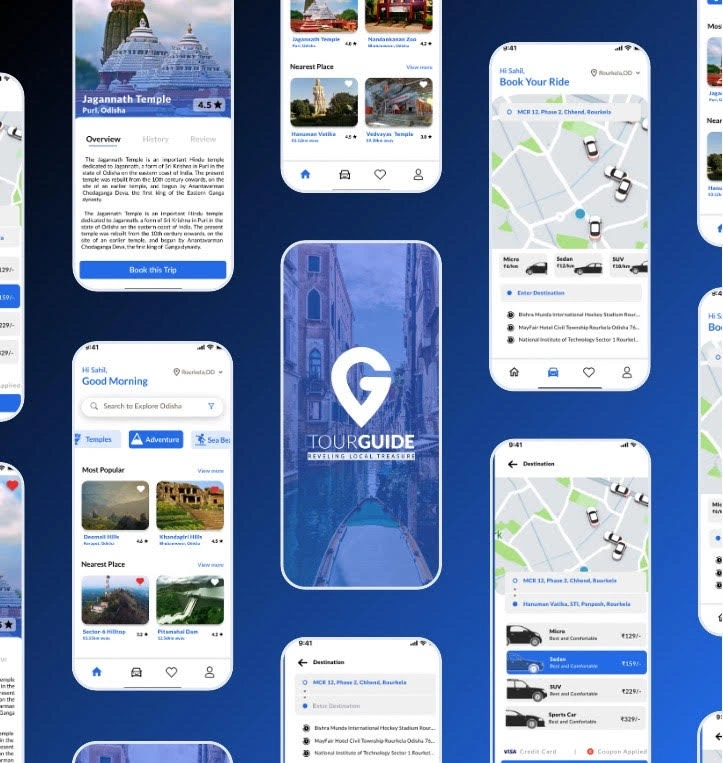 Jagannath Temple
Puri, Odisha
4.5 ★
Overview
History
Review
The Jagannath Temple is an important Hindu temple
dedicated to Jagannath, a form of Sri Krishna in Puri in the
state of Odisha on the eastern coast of India. The present
temple was rebuilt from the 10th century onwards, on the
site of an earlier temple, and begun by Anantavarman
Chodaganga Deva, the first king of the Eastern Ganga
dynasty.
The Jagannath Temple is an important Hindu temple
dedicated to Jagannath, a form of Sri Krishna in Puri in the
state of Odisha on the eastern coast of India. The present
temple was rebuilt from the 10th century onwards, on the
site of an earlier temple, and begun by Anantavarman
Chodaganga Deva, the first king of Ganga dynasty.
Book this Trip
9:41
Hi Sahil,
Good Morning
Rourkela,OD
Search to Explore Odisha
Temples
Adventure
Sea Be
Most Popular
View more
Deomali Hills
Koraput, Odisha
4.6 ★
Khandagiri Hills
Bhubaneswar, Odisha
4.5 ★
Nearest Place
View more
Sector-6 Hilltop
Pitamahal Dam
Jagannath Temple
Puri, Odisha
4.8 ★
Nandankanan Zoo
Bhubaneswar, Odisha
4.2 ★
Nearest Place
View more
Hanuman Vatika
4.5 ★
Vedvayas Temple
3.8 ★
G
TOURGUIDE
REVELING LOCAL TREASURE
9:41
Destination
MCR 12, Phase 2, Chhend, Rourkela
Enter Destination
Bishra Munda International Hockey Stadium Rour...
MayFair Hotel Civil Township Rourkela Odisha 76...
National Institute of Technology Sector 1 Rourkel...
9:41
Hi Sahil,
Book Your Ride
Rourkela,OD
MCR 12, Phase 2, Chhend, Rourkela
Micro
₹6/km
Sedan
₹12/km
SUV
₹18/km
Enter Destination
Bishra Munda International Hockey Stadium Rour...
MayFair Hotel Civil Township Rourkela Odisha 76...
National Institute of Technology Sector 1 Rourkel...
9:41
Destination
MCR 12, Phase 2, Chhend, Rourkela
Hanuman Vatika, STI, Panposh, Rourkela
Micro
Best and Comfortable
₹129/-
Sedan
Best and Comfortable
₹159/-
SUV
Best and Comfortable
₹229/-
Sports Car
Best and Comfortable
₹329/-
VISA Credit Card
Coupon Applied